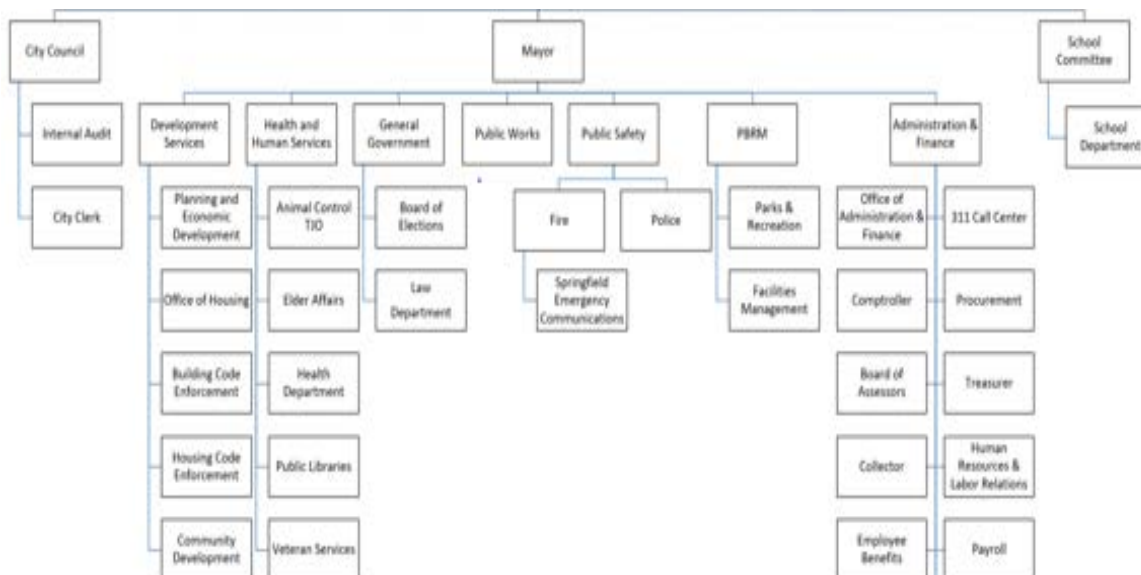 City Council
Mayor
School
Committee
Internal Audit
Development
Services
Health and
Human Services
General
Government
Public Works
Public Safety
PBRM
Administration &
Finance
School
Department
City Clerk
Planning and
Economic
Development
Animal Control
TJO
Board of
Elections
Fire
Police
Parks &
Recreation
Office of
Administration &
Finance
311 Call Center
Office of Housing
Elder Affairs
Law
Department
Springfield
Emergency
Communications
Facilities
Management
Comptroller
Procurement
Building Code
Enforcement
Health
Department
Board of
Assessors
Treasurer
Housing Code
Enforcement
Public Libraries
Collector
Human
Resources &
Labor Relations
Community
Development
Veteran Services
Employee
Benefits
Payroll